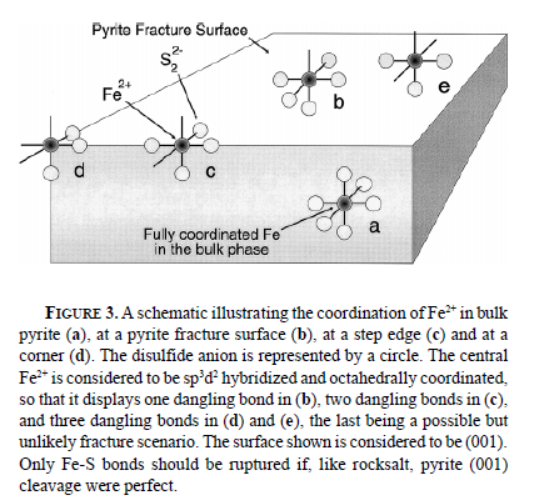 Pyrite Fracture Surface
S₂²⁻
Fe²⁺
b
e
d
c
a
Fully coordinated Fe
in the bulk phase
FIGURE 3. A schematic illustrating the coordination of Fe²⁺ in bulk
pyrite (a), at a pyrite fracture surface (b), at a step edge (c) and at a
corner (d). The disulfide anion is represented by a circle. The central
Fe²⁺ is considered to be sp³d² hybridized and octahedrally coordinated,
so that it displays one dangling bond in (b), two dangling bonds in (c),
and three dangling bonds in (d) and (e), the last being a possible but
unlikely fracture scenario. The surface shown is considered to be (001).
Only Fe-S bonds should be ruptured if, like rocksalt, pyrite (001)
cleavage were perfect.